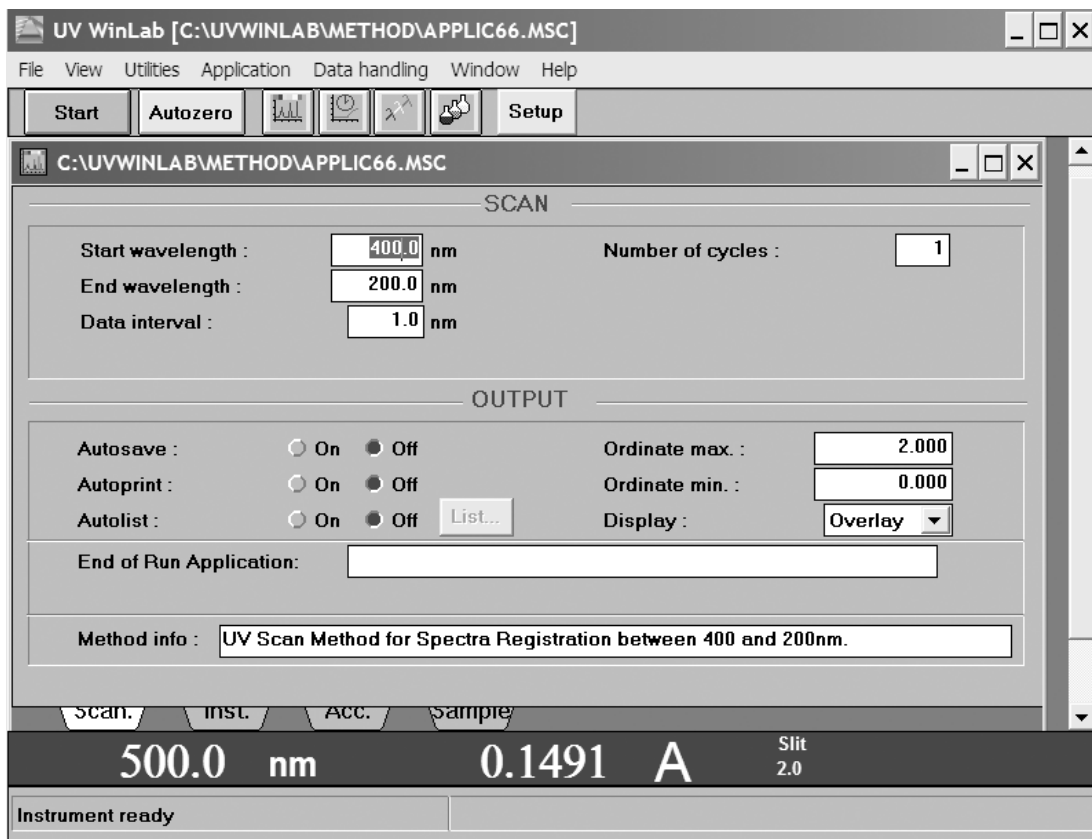 UV WinLab [C:\UVWINLAB\METHOD\APPLIC66.MSC]
File View Utilities Application Data handling Window Help
Start Autozero λλλ Setup
C:\UVWINLAB\METHOD\APPLIC66.MSC
SCAN
Start wavelength : 400.0 nm Number of cycles : 1
End wavelength : 200.0 nm
Data interval : 1.0 nm
OUTPUT
Autosave : On Off Ordinate max. : 2.000
Autoprint : On Off Ordinate min. : 0.000
Autolist : On Off List... Display : Overlay
End of Run Application:
Method info : UV Scan Method for Spectra Registration between 400 and 200nm.
Scan. Inst. Acc. Sample
500.0 nm 0.1491 A Slit 2.0
Instrument ready